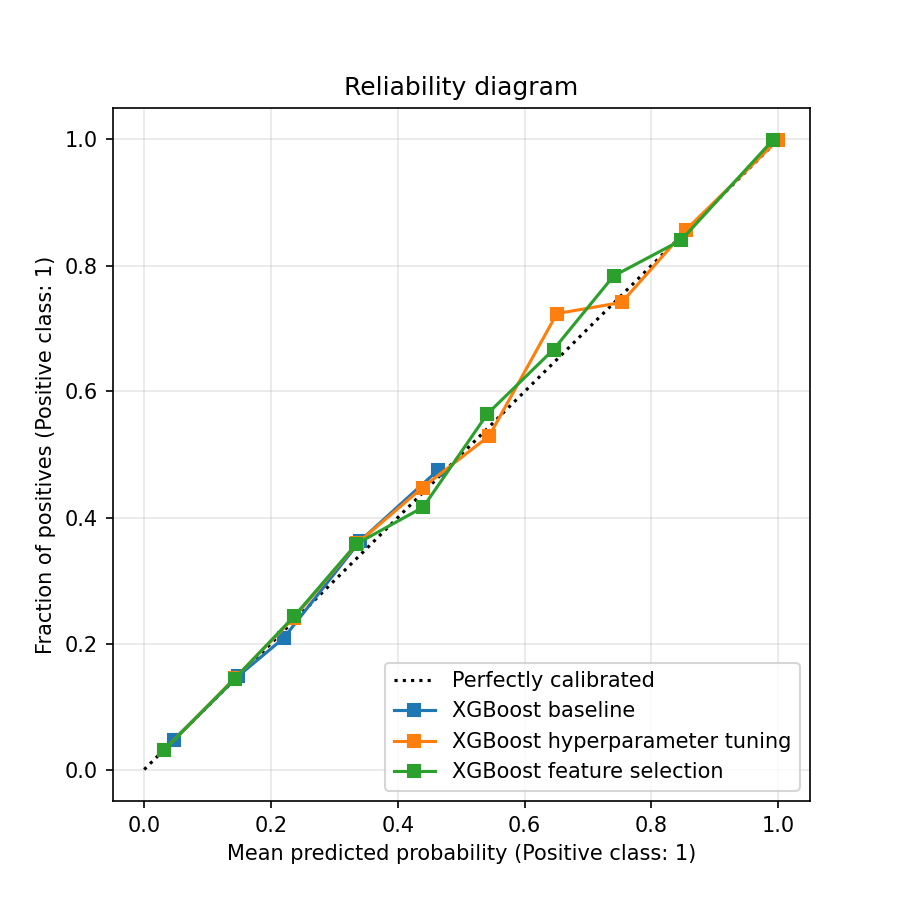 Reliability diagram
Fraction of positives (Positive class: 1)
1.0
0.8
0.6
0.4
0.2
0.0
Perfectly calibrated
XGBoost baseline
XGBoost hyperparameter tuning
XGBoost feature selection
0.0 0.2 0.4 0.6 0.8 1.0
Mean predicted probability (Positive class: 1)